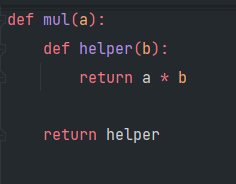 def mul(a):
    def helper(b):
        return a * b
    return helper